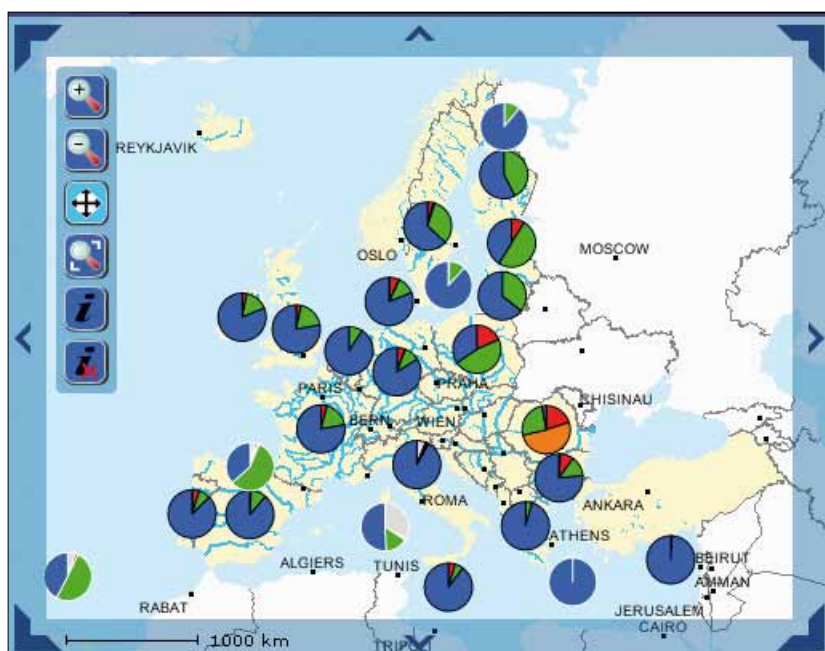 REYKJAVIK
OSLO
MOSCOW
PARIS
PRAHA
CHISINAU
BERN
WIEN
ROMA
ANKARA
ATHENS
ALGIERS
TUNIS
BEIRUT
AMMAN
RABAT
JERUSALEM
CAIRO
TRIPOLI
1000 km